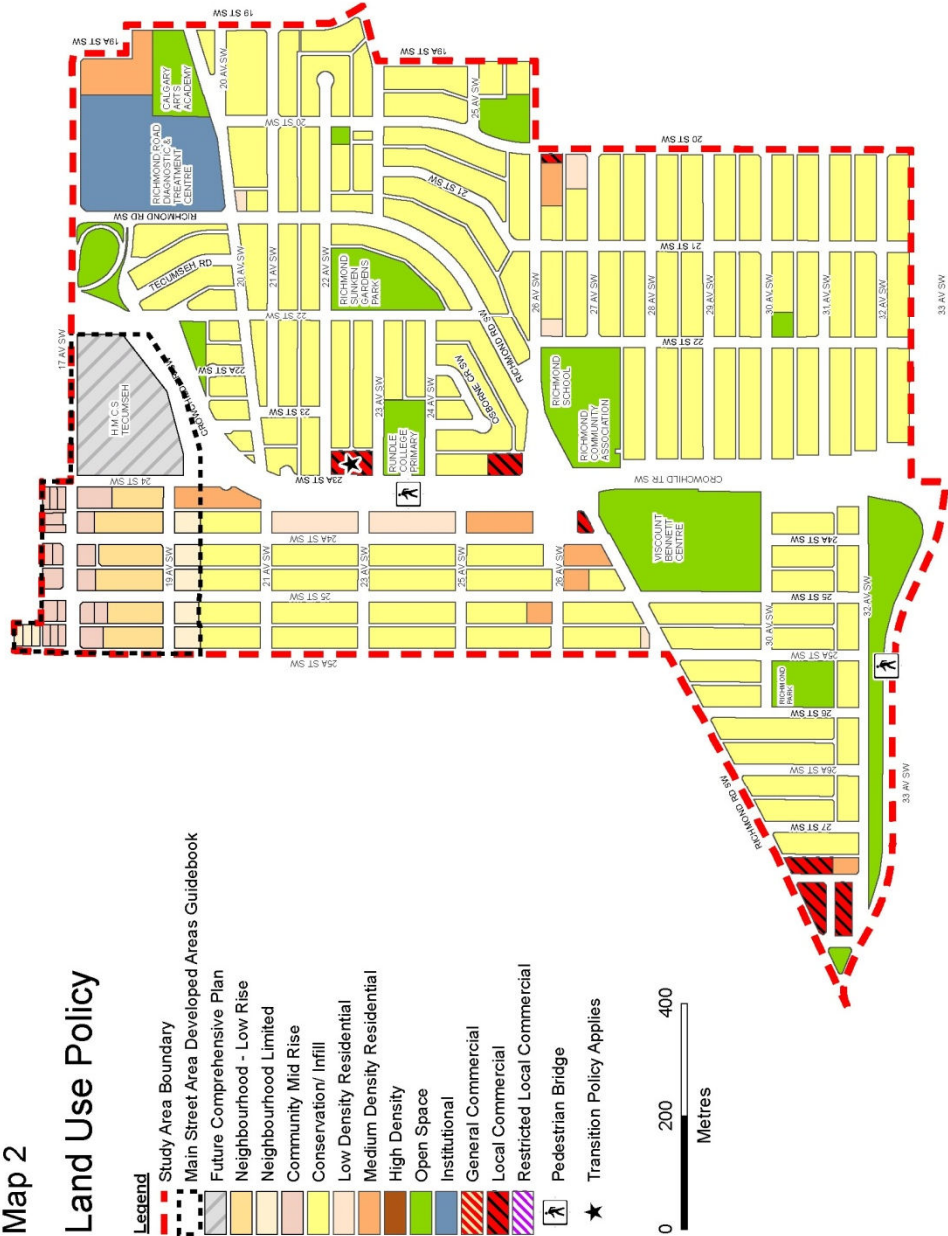 Map 2
Land Use Policy
Legend
Study Area Boundary
Main Street Area Developed Areas Guidebook
Future Comprehensive Plan
Neighbourhood - Low Rise
Neighbourhood Limited
Community Mid Rise
Conservation/ Infill
Low Density Residential
Medium Density Residential
High Density
Open Space
Institutional
General Commercial
Local Commercial
Restricted Local Commercial
Pedestrian Bridge
Transition Policy Applies
0
200
400
Metres
17 AV SW
19 ST SW
19A ST SW
19A ST SW
20 AV SW
CALGARY
ARTS
ACADEMY
RICHMOND ROAD
DIAGNOSTIC &
TREATMENT
CENTRE
RICHMOND RD SW
20 ST SW
25 AV SW
20 ST SW
21 ST SW
TECUMSEH RD
20 AV SW
21 AV SW
22 AV SW
RICHMOND
SUNKEN
GARDENS
PARK
22 ST SW
21 ST SW
26 AV SW
27 AV SW
28 AV SW
29 AV SW
30 AV SW
31 AV SW
32 AV SW
33 AV SW
22 ST SW
H.M.C.S.
TECUMSEH
22A ST SW
23 ST SW
23 AV SW
24 AV SW
RUNDLE
COLLEGE
PRIMARY
OSBORNE CR SW
RICHMOND RD SW
RICHMOND
SCHOOL
RICHMOND
COMMUNITY
ASSOCIATION
24 ST SW
23A ST SW
CROWCHILD TR SW
19 AV SW
21 AV SW
23 AV SW
25 AV SW
26 AV SW
24A ST SW
25 ST SW
25A ST SW
VISCOUNT
BENNETT
CENTRE
24A ST SW
25 ST SW
30 AV SW
32 AV SW
25A ST SW
RICHMOND
PARK
26 ST SW
26A ST SW
27 ST SW
RICHMOND RD SW
33 AV SW